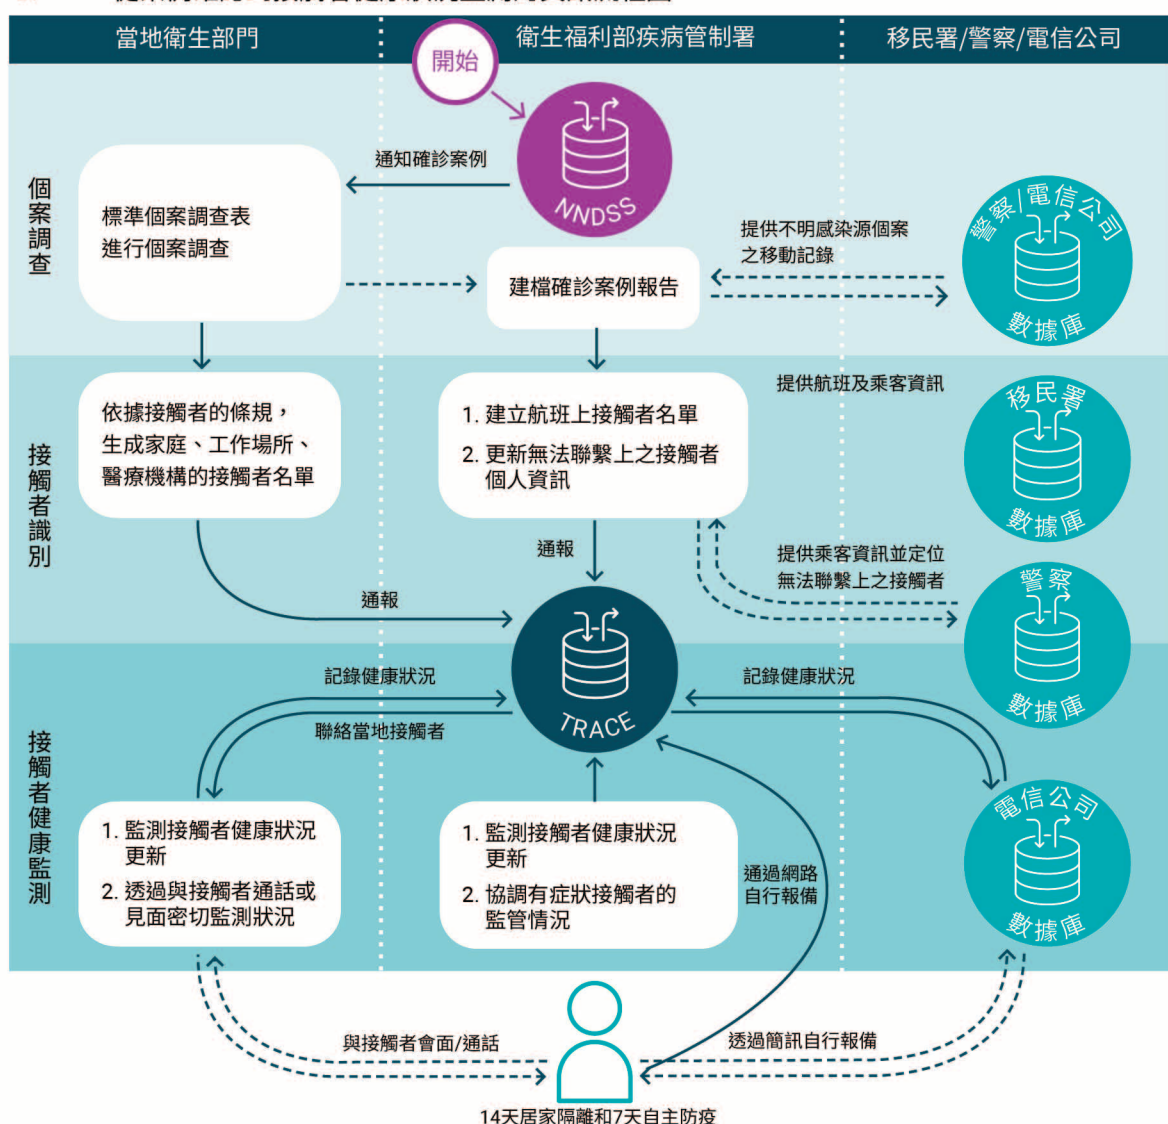 當地衛生部門
衛生福利部疾病管制署
移民署/警察/電信公司
開始
個案調查
NNDSS
通知確診案例
標準個案調查表
進行個案調查
建檔確診案例報告
提供不明感染源個案
之移動記錄
警察/電信公司
數據庫
接觸者識別
依據接觸者的條規，
生成家庭、工作場所、
醫療機構的接觸者名單
1. 建立航班上接觸者名單
2. 更新無法聯繫上之接觸者
個人資訊
提供航班及乘客資訊
移民署
數據庫
通報
通報
提供乘客資訊並定位
無法聯繫上之接觸者
警察
數據庫
TRACE
接觸者健康監測
記錄健康狀況
聯絡當地接觸者
記錄健康狀況
1. 監測接觸者健康狀況
更新
2. 透過與接觸者通話或
見面密切監測狀況
1. 監測接觸者健康狀況
更新
2. 協調有症狀接觸者的
監管情況
通過網路
自行報備
電信公司
數據庫
與接觸者會面/通話
透過簡訊自行報備
14天居家隔離和7天自主防疫